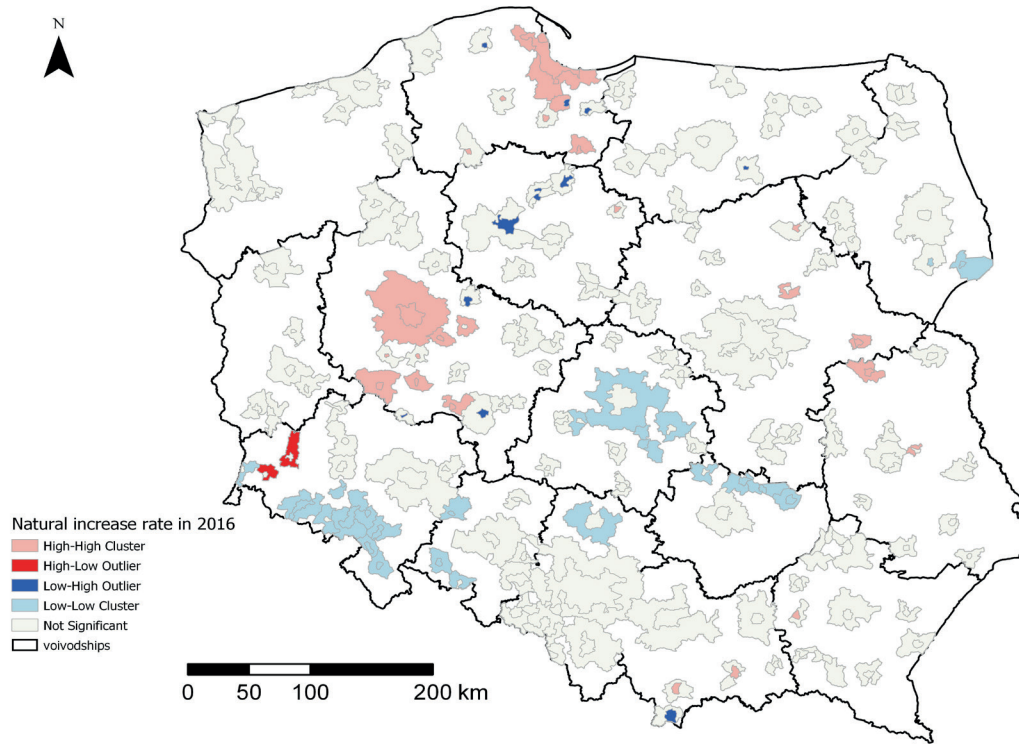 N
Natural increase rate in 2016
High-High Cluster
High-Low Outlier
Low-High Outlier
Low-Low Cluster
Not Significant
voivodships
0 50 100 200 km